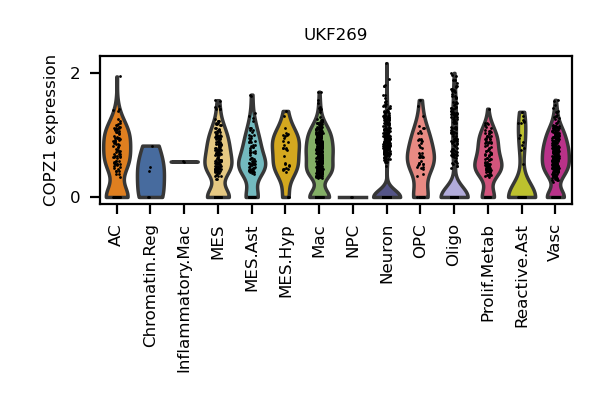 UKF269
COPZ1 expression
2
0
AC
Chromatin.Reg
Inflammatory.Mac
MES
MES.Ast
MES.Hyp
Mac
NPC
Neuron
OPC
Oligo
Prolif.Metab
Reactive.Ast
Vasc